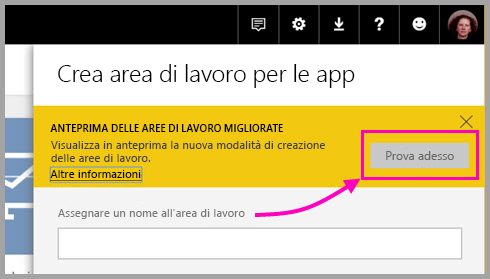 Crea area di lavoro per le app
ANTEPRIMA DELLE AREE DI LAVORO MIGLIORATE
Visualizza in anteprima la nuova modalità di creazione
delle aree di lavoro.
Altre informazioni
Prova adesso
Assegnare un nome all'area di lavoro